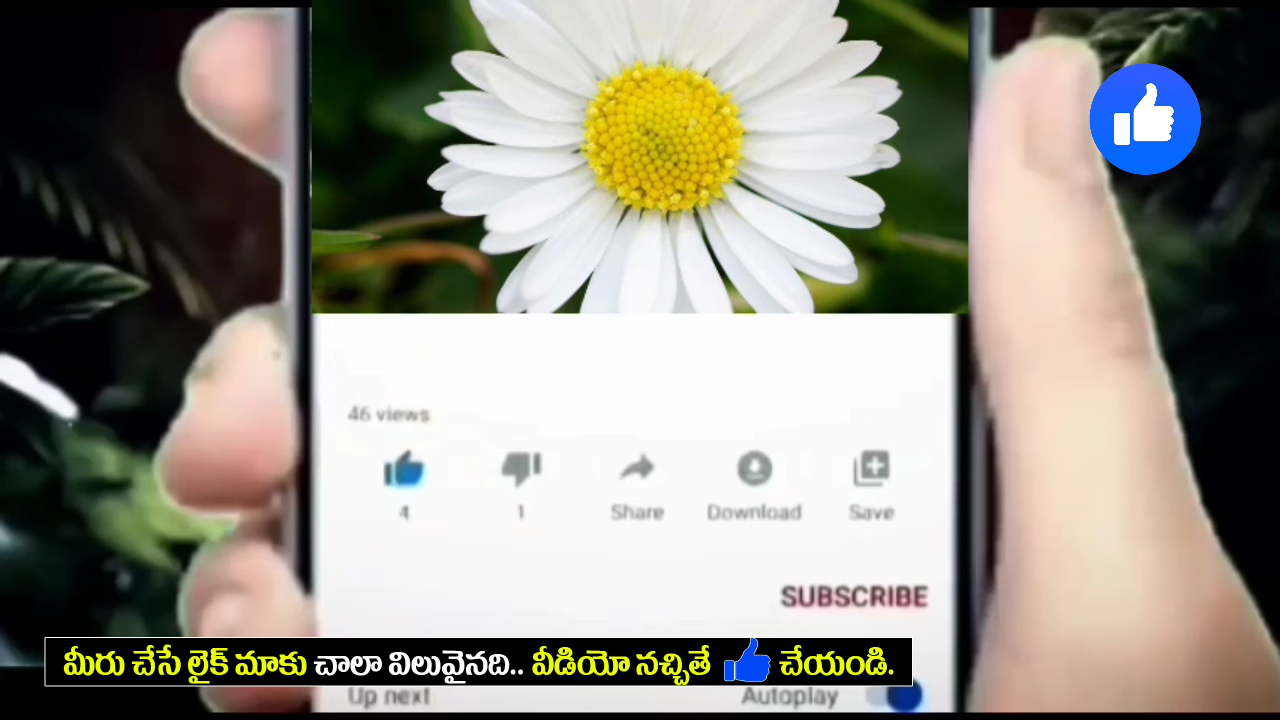 46 views
4
1
Share
Download
Save
SUBSCRIBE
మీరు చేసే లైక్ మాకు చాలా విలువైనది.. వీడియో నచ్చితే చేయండి.
Up next
Autoplay